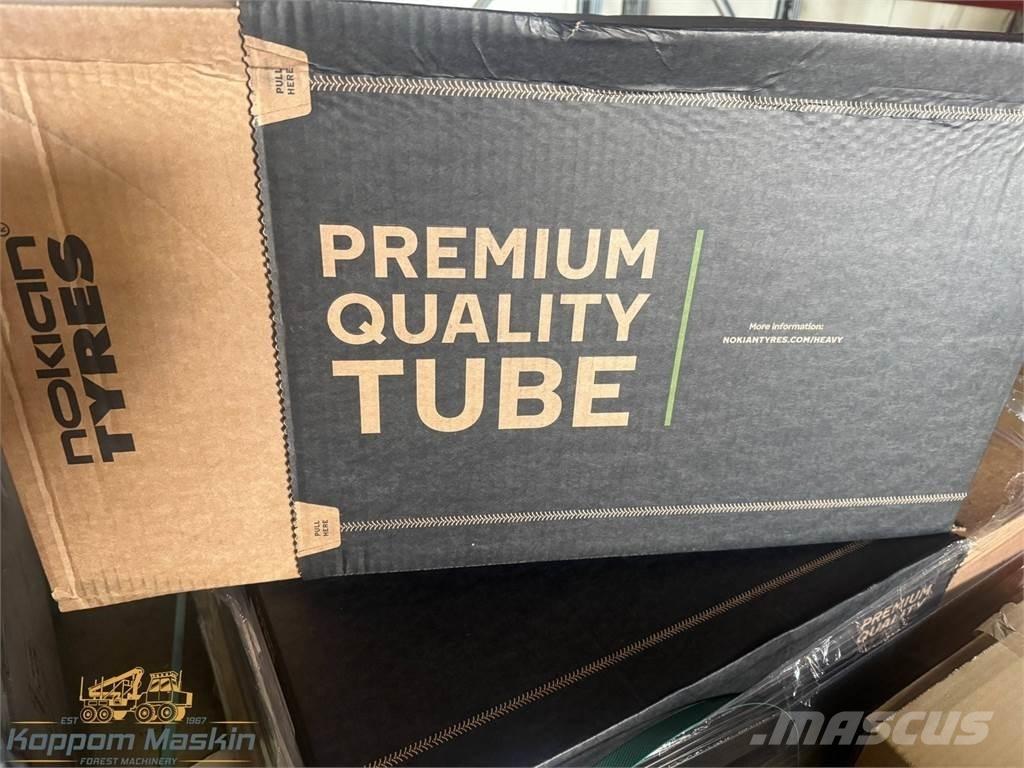 PULL
HERE
nokian
TYRES
PREMIUM
QUALITY
TUBE
More information:
NOKIANTYRES.COM/HEAVY
PULL
HERE
PREMIUM
QUALITY
EST 1967
Koppom Maskin
FOREST MACHINERY
MASCUS